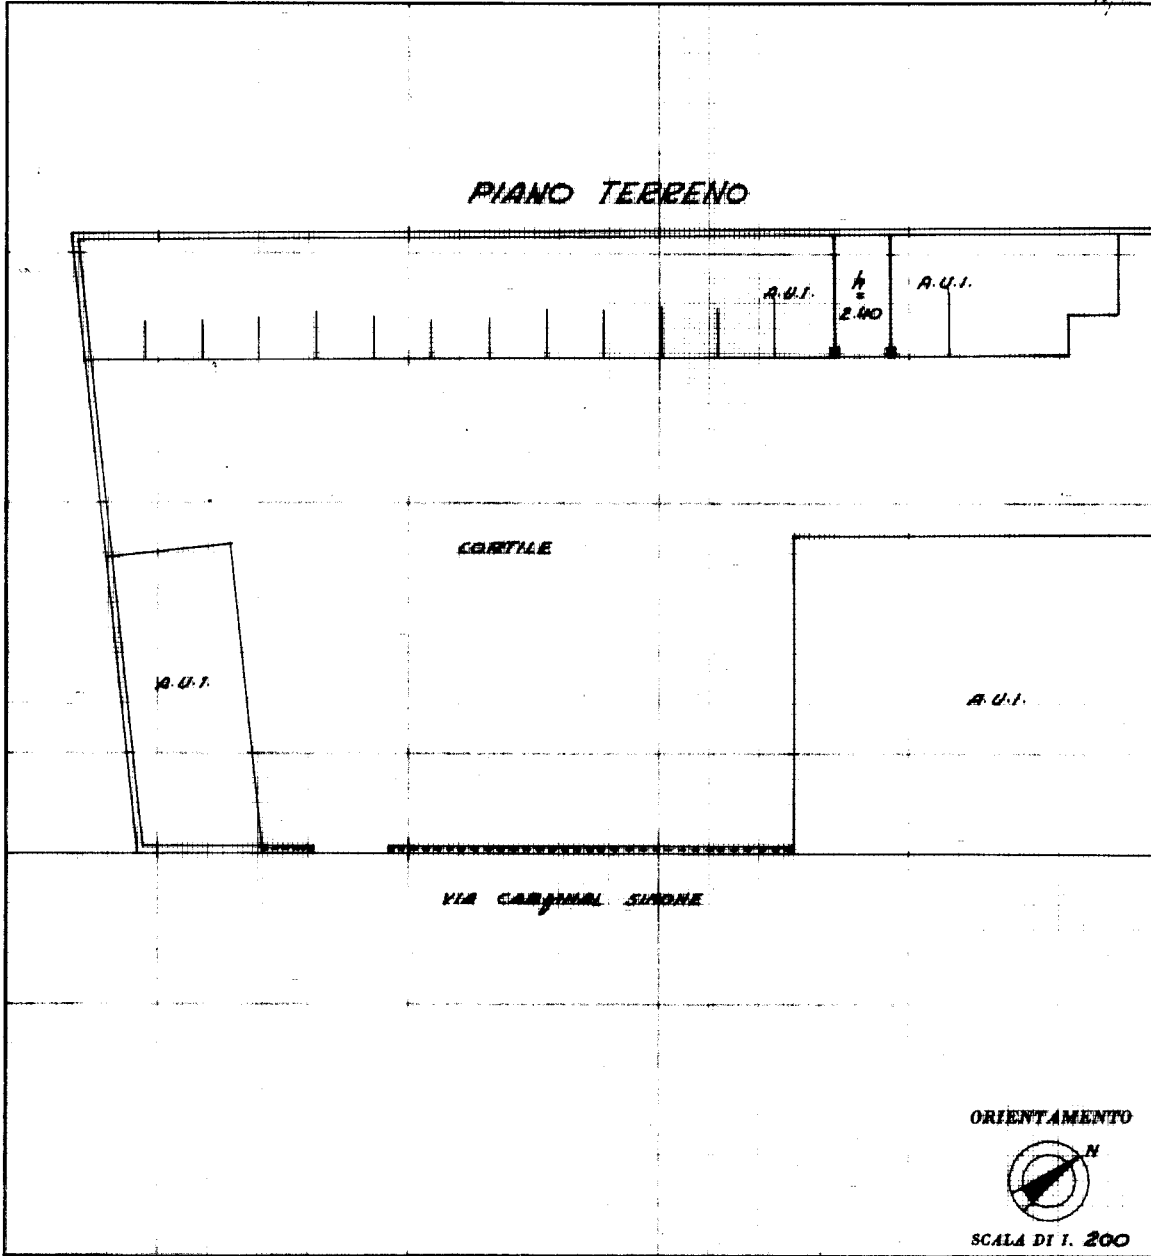 PIANO TERRENO
A.U.I.
h
=
2.40
A.U.I.
CORTILE
A.U.I.
A.U.I.
VIA CARDINAL SIMONE
ORIENTAMENTO
N
SCALA DI 1. 200